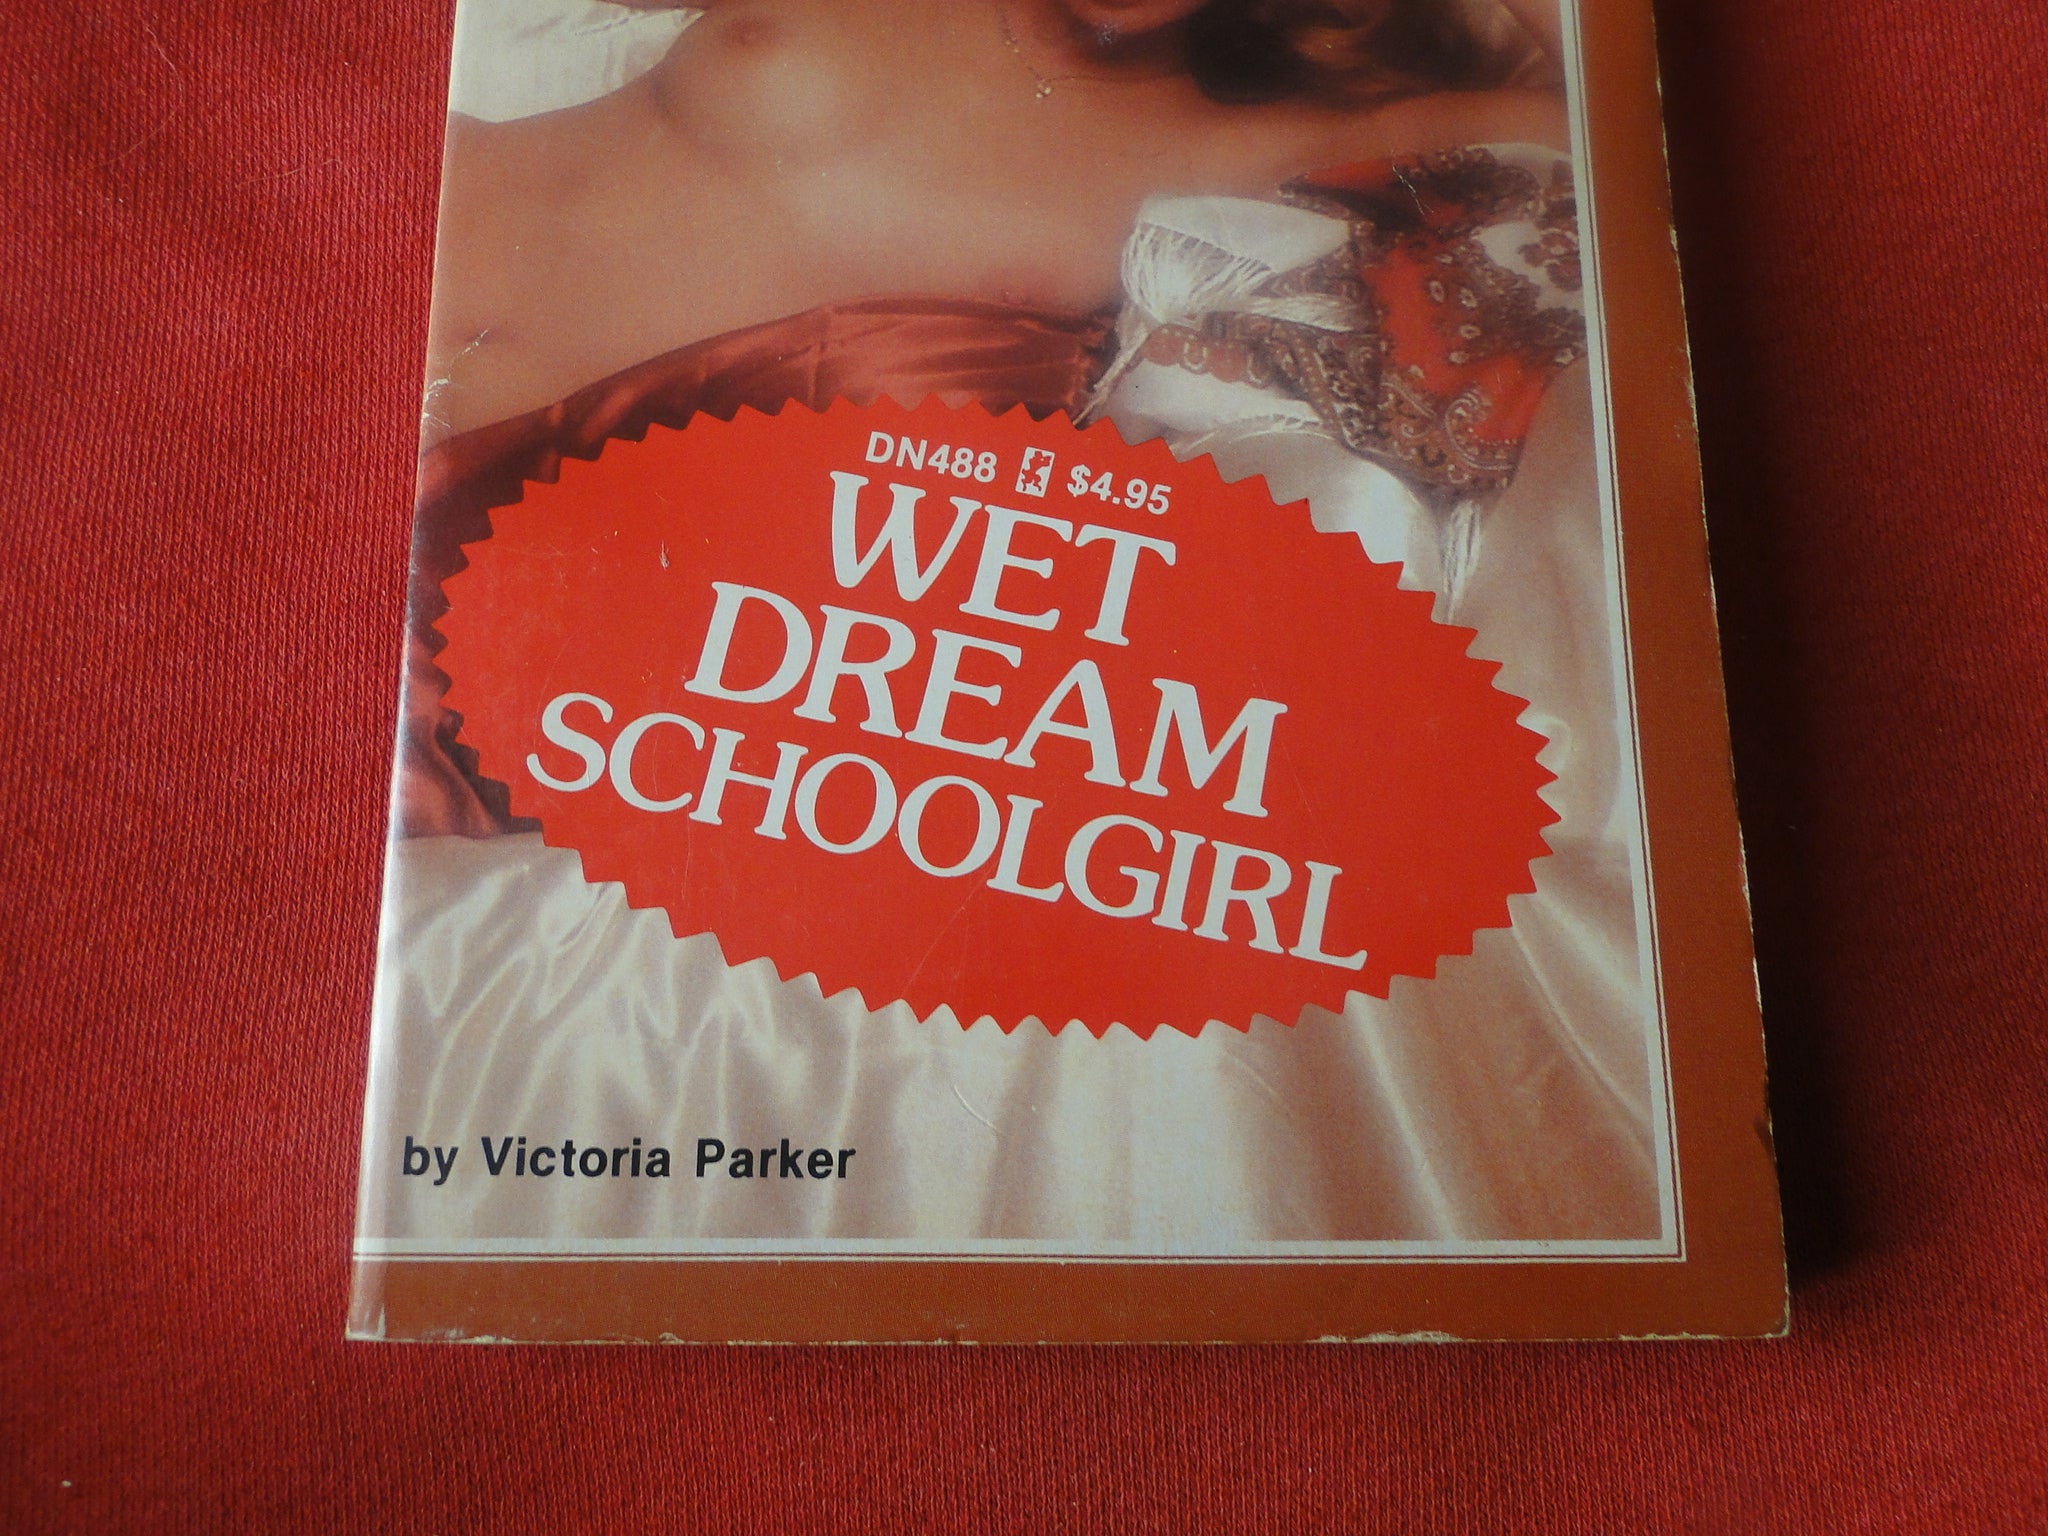 DN488 $4.95
WET
DREAM
SCHOOLGIRL
by Victoria Parker